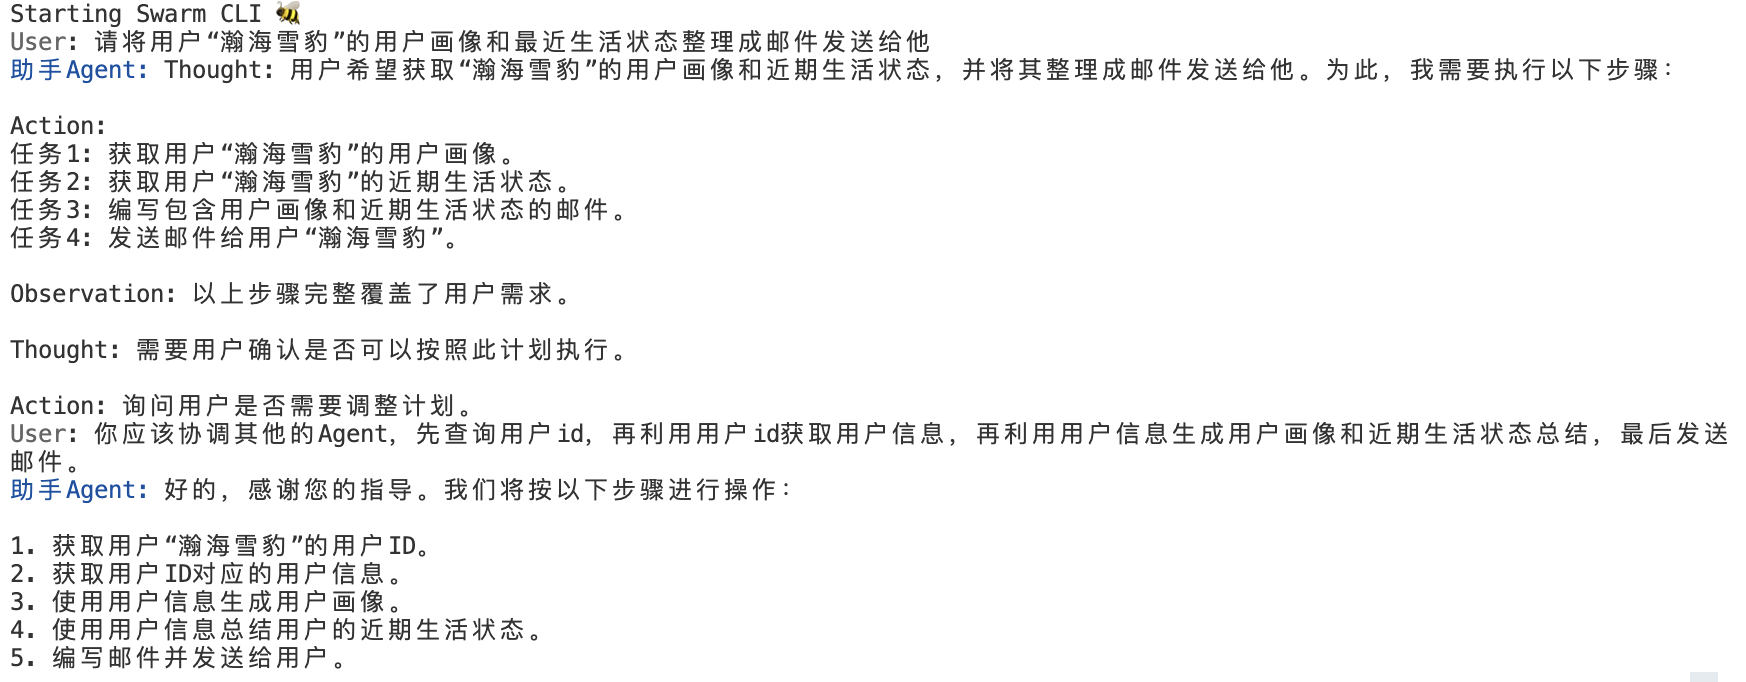 Starting Swarm CLI 🐝
User: 请将用户“瀚海雪豹”的用户画像和最近生活状态整理成邮件发送给他
助手Agent: Thought: 用户希望获取“瀚海雪豹”的用户画像和近期生活状态，并将其整理成邮件发送给他。为此，我需要执行以下步骤：
Action:
任务1: 获取用户“瀚海雪豹”的用户画像。
任务2: 获取用户“瀚海雪豹”的近期生活状态。
任务3: 编写包含用户画像和近期生活状态的邮件。
任务4: 发送邮件给用户“瀚海雪豹”。
Observation: 以上步骤完整覆盖了用户需求。
Thought: 需要用户确认是否可以按照此计划执行。
Action: 询问用户是否需要调整计划。
User: 你应该协调其他的Agent，先查询用户id，再利用用户id获取用户信息，再利用用户信息生成用户画像和近期生活状态总结，最后发送
邮件。
助手Agent: 好的，感谢您的指导。我们将按以下步骤进行操作：
1. 获取用户“瀚海雪豹”的用户ID。
2. 获取用户ID对应的用户信息。
3. 使用用户信息生成用户画像。
4. 使用用户信息总结用户的近期生活状态。
5. 编写邮件并发送给用户。